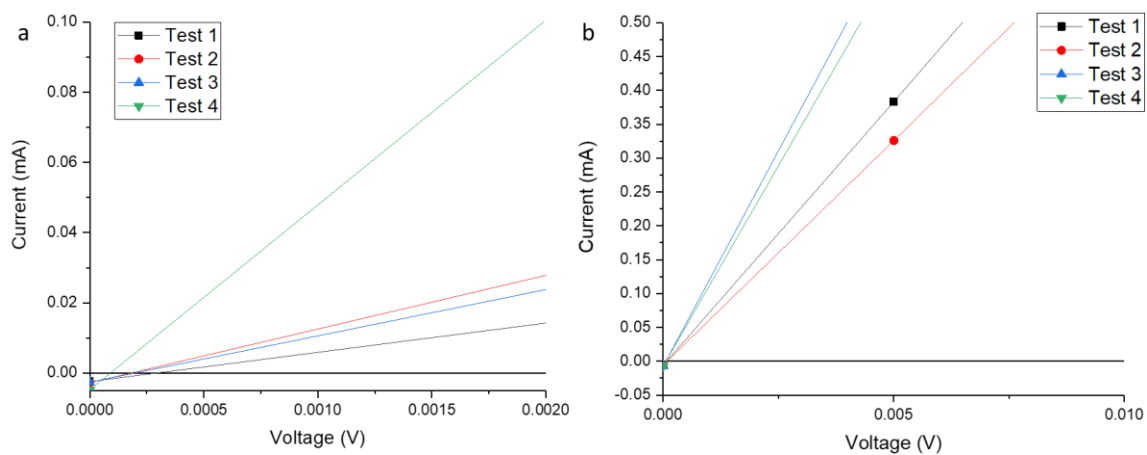 a
Test 1
Test 2
Test 3
Test 4
0.10
0.08
0.06
0.04
0.02
0.00
Current (mA)
0.0000
0.0005
0.0010
0.0015
0.0020
Voltage (V)
b
Test 1
Test 2
Test 3
Test 4
0.50
0.45
0.40
0.35
0.30
0.25
0.20
0.15
0.10
0.05
0.00
-0.05
Current (mA)
0.000
0.005
0.010
Voltage (V)